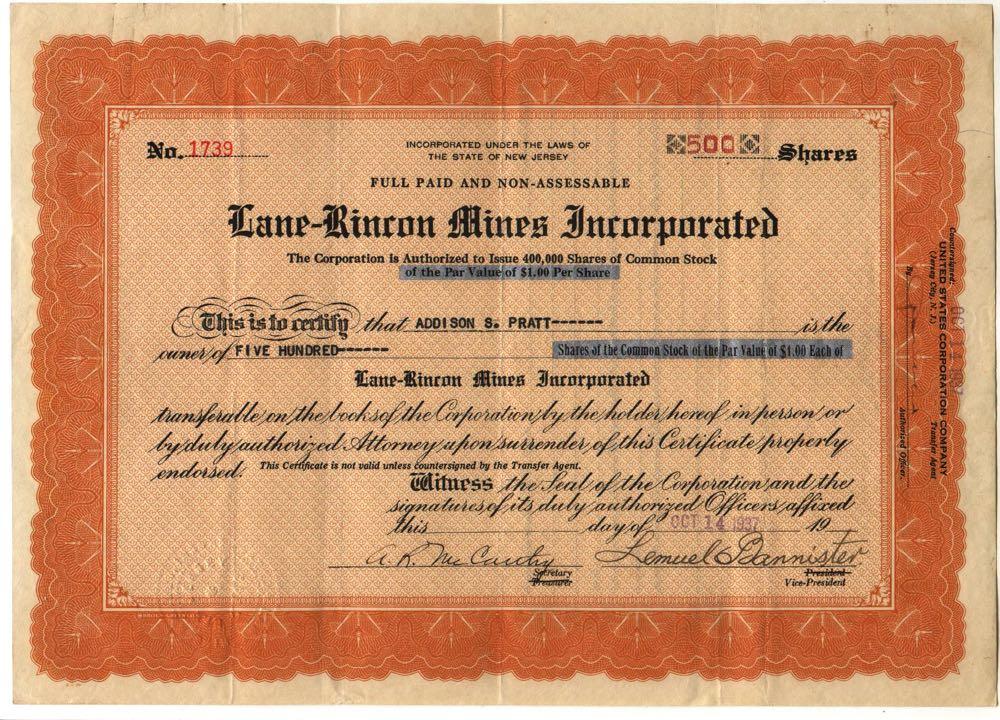 No. 1739
INCORPORATED UNDER THE LAWS OF
THE STATE OF NEW JERSEY
500 Shares
FULL PAID AND NON-ASSESSABLE
Lane-Rincon Mines Incorporated
The Corporation is Authorized to Issue 400,000 Shares of Common Stock
of the Par Value of $1.00 Per Share
This is to certify that ADDISON S. PRATT------ is the
owner of FIVE HUNDRED------ Shares of the Common Stock of the Par Value of $1.00 Each of
Lane-Rincon Mines Incorporated
transferable on the books of the Corporation by the holder hereof in person or
by duly authorized Attorney upon surrender of this Certificate properly
endorsed. This Certificate is not valid unless countersigned by the Transfer Agent.
Witness the Seal of the Corporation and the
signatures of its duly authorized Officers affixed
this day of OCT 14 1937 19
A. R. McCarthy Lemuel Bannister
Secretary President
Treasurer Vice-President
Countersigned:
UNITED STATES CORPORATION COMPANY
(Jersey City, N. J.) Transfer Agent
By
Authorized Officer.